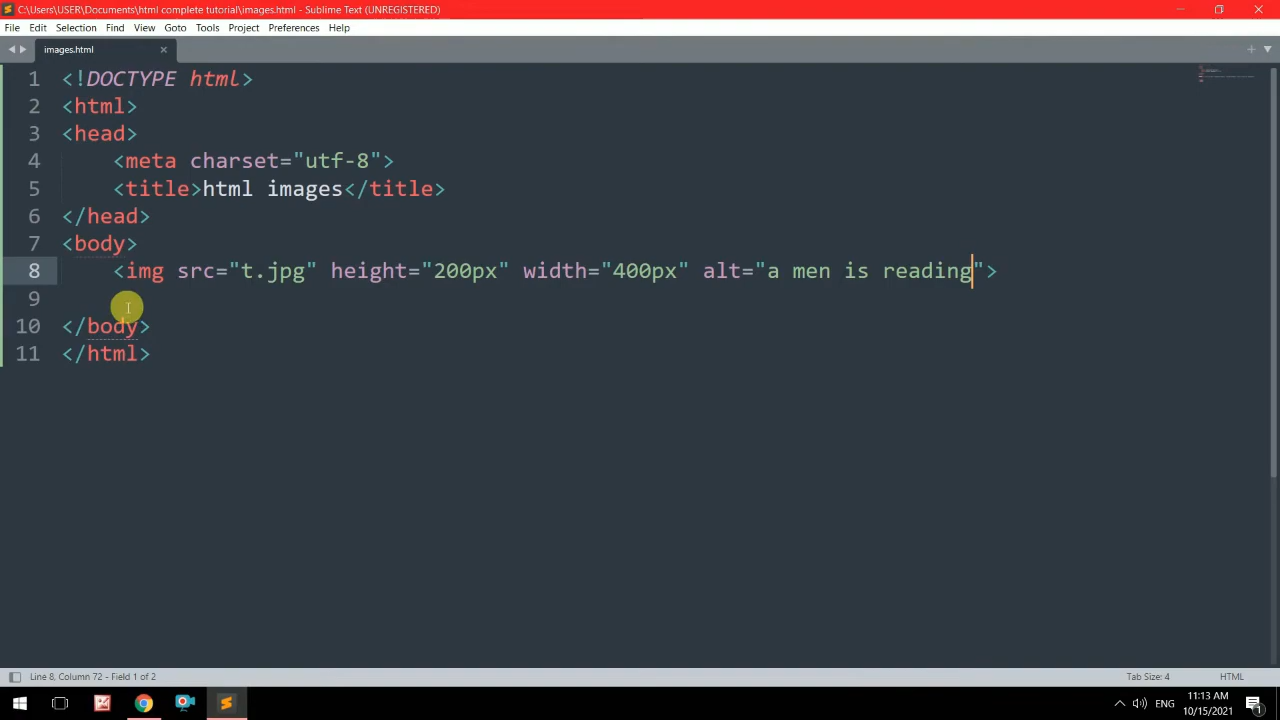 C:\Users\USER\Documents\html complete tutorial\images.html - Sublime Text (UNREGISTERED)
File Edit Selection Find View Goto Tools Project Preferences Help
images.html
1 <!DOCTYPE html>
2 <html>
3 <head>
4 <meta charset="utf-8">
5 <title>html images</title>
6 </head>
7 <body>
8 <img src="t.jpg" height="200px" width="400px" alt="a men is reading">
9
10 </body>
11 </html>
Line 8, Column 72 - Field 1 of 2 Tab Size: 4 HTML
ENG 11:13 AM
10/15/2021 1